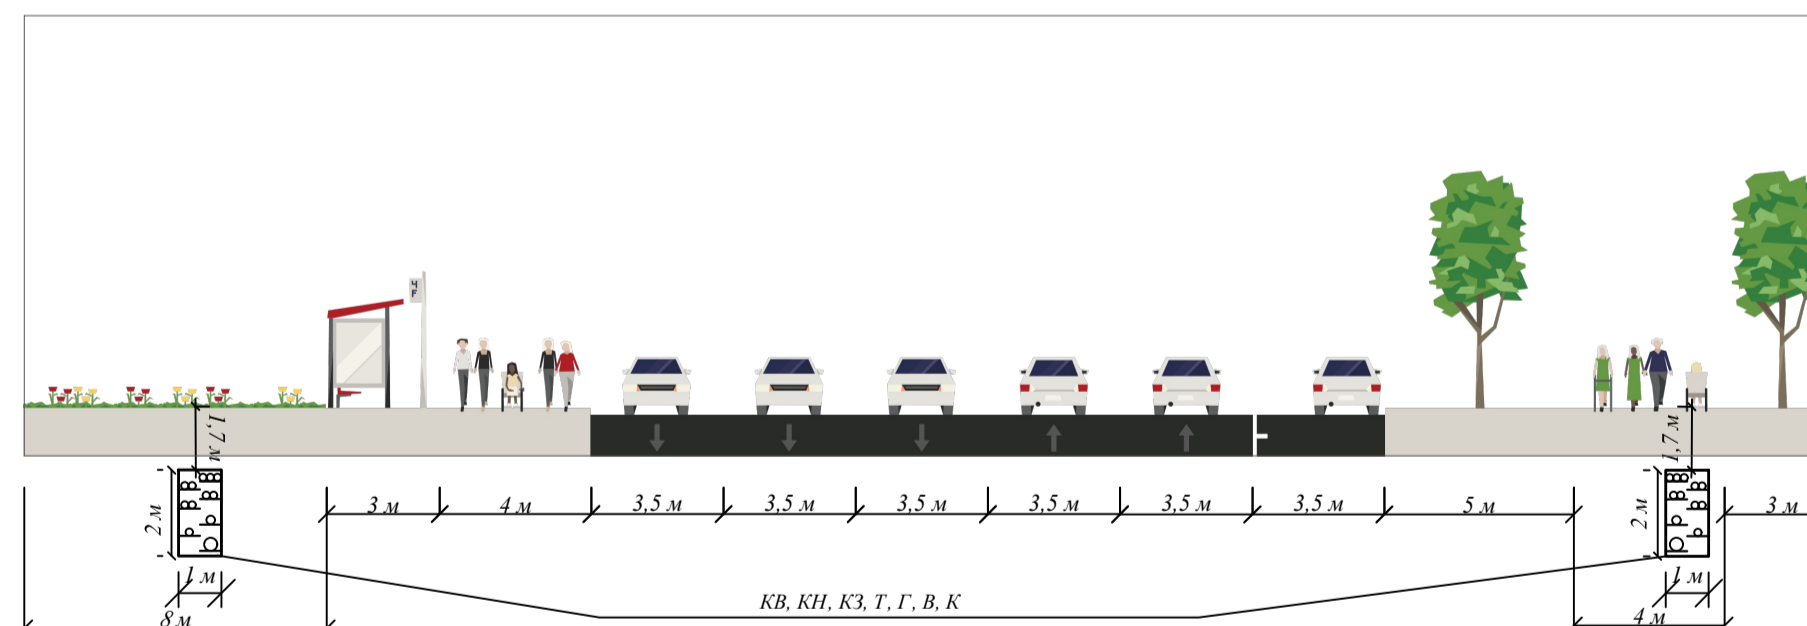 1,7 м
1,7 м
2 м
3 м
4 м
3,5 м
3,5 м
3,5 м
3,5 м
3,5 м
3,5 м
5 м
2 м
3 м
1 м
1 м
КВ, КН, КЗ, Т, Г, В, К
8 м
4 м